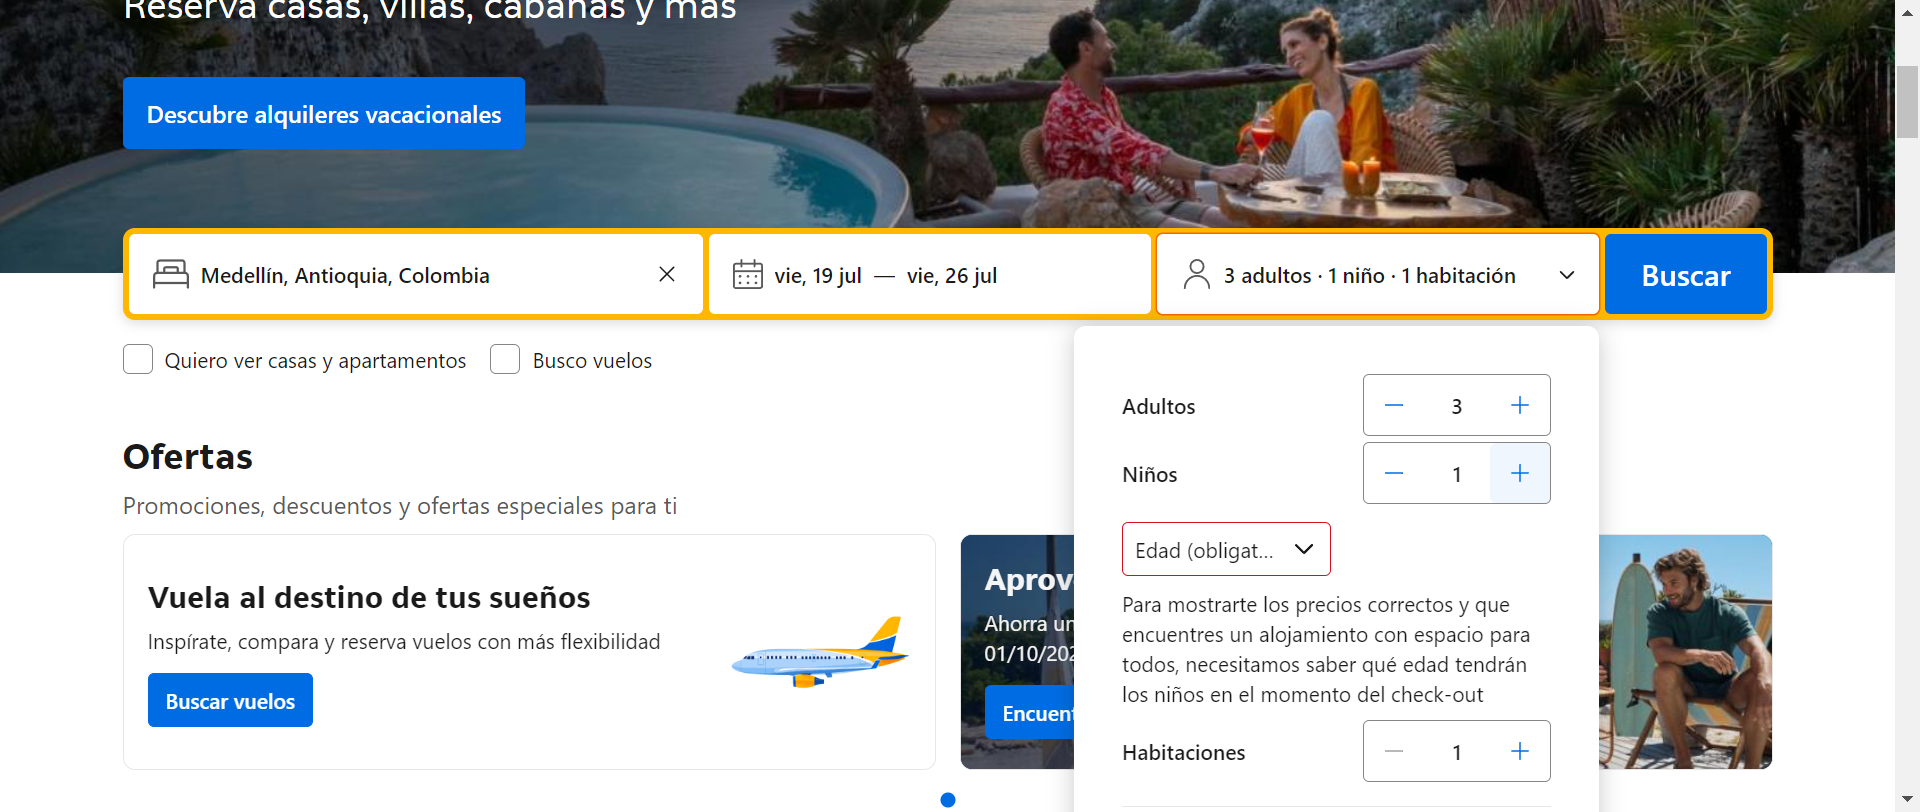 Reserva casas, villas, cabañas y más
Descubre alquileres vacacionales
Medellín, Antioquia, Colombia
vie, 19 jul — vie, 26 jul
3 adultos · 1 niño · 1 habitación
Buscar
Quiero ver casas y apartamentos
Busco vuelos
Adultos
3
Niños
1
Edad (obligat...
Para mostrarte los precios correctos y que
encuentres un alojamiento con espacio para
todos, necesitamos saber qué edad tendrán
los niños en el momento del check-out
Habitaciones
1
Ofertas
Promociones, descuentos y ofertas especiales para ti
Vuela al destino de tus sueños
Inspírate, compara y reserva vuelos con más flexibilidad
Buscar vuelos
Aprov
Ahorra un
01/10/202
Encuent